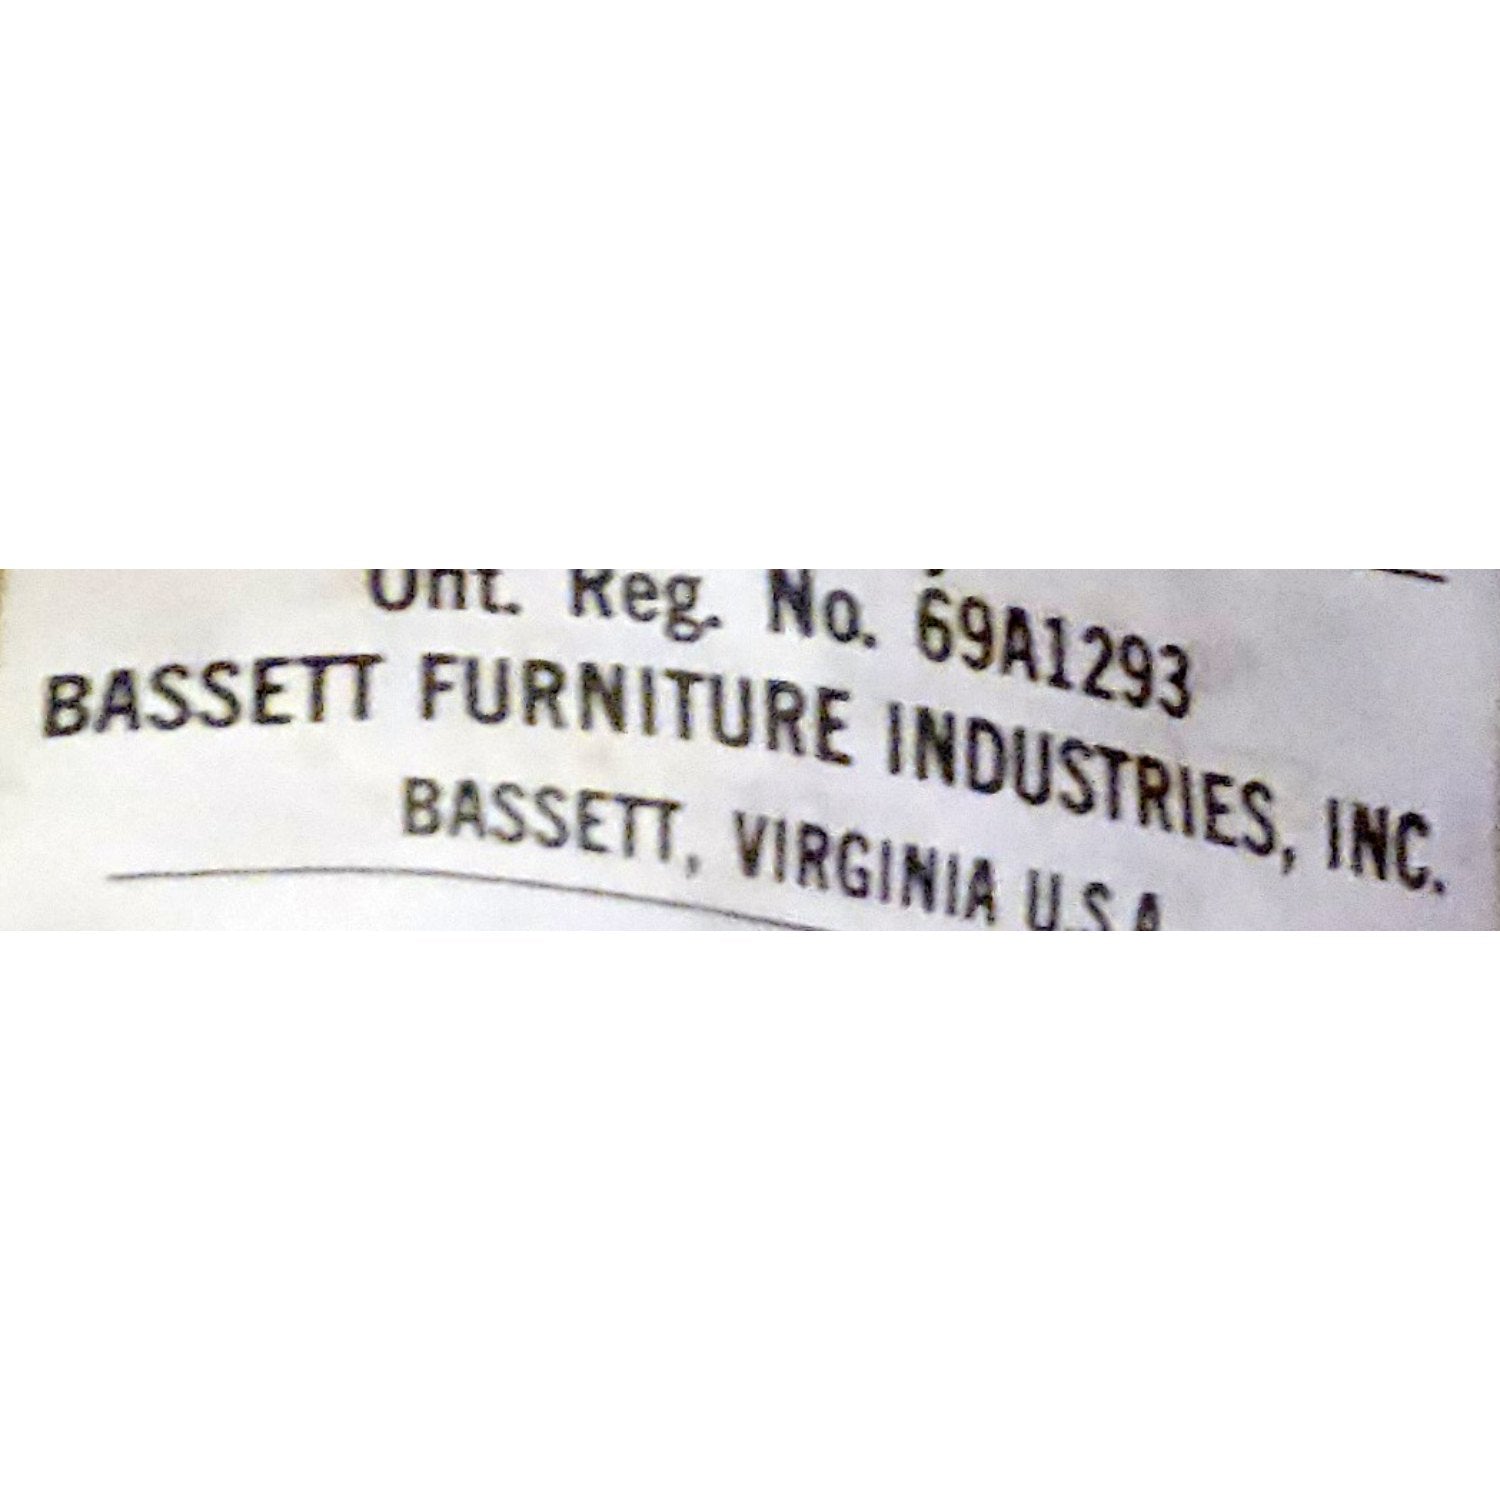 Ont. Reg. No. 69A1293
BASSETT FURNITURE INDUSTRIES, INC.
BASSETT, VIRGINIA U.S.A